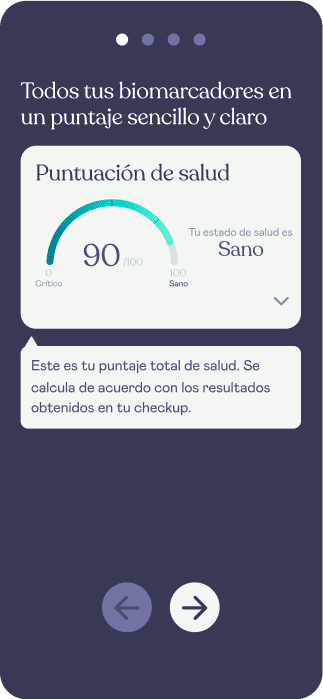 Todos tus biomarcadores en
un puntaje sencillo y claro
Puntuación de salud
90 /100
0
Crítico
100
Sano
Tu estado de salud es
Sano
Este es tu puntaje total de salud. Se
calcula de acuerdo con los resultados
obtenidos en tu checkup.